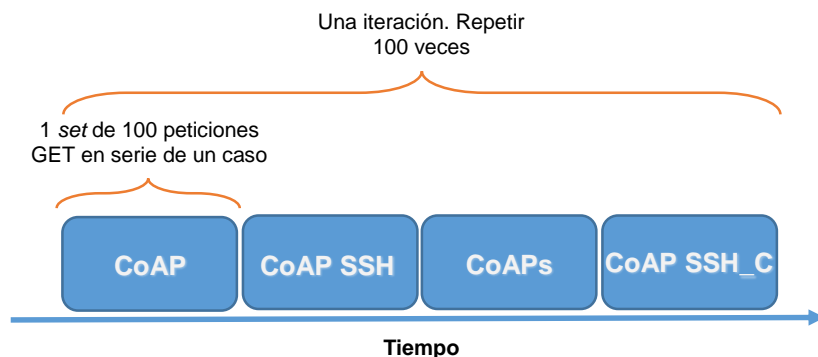 Una iteración. Repetir
100 veces
1 set de 100 peticiones
GET en serie de un caso
CoAP
CoAP SSH
CoAPs
CoAP SSH_C
Tiempo